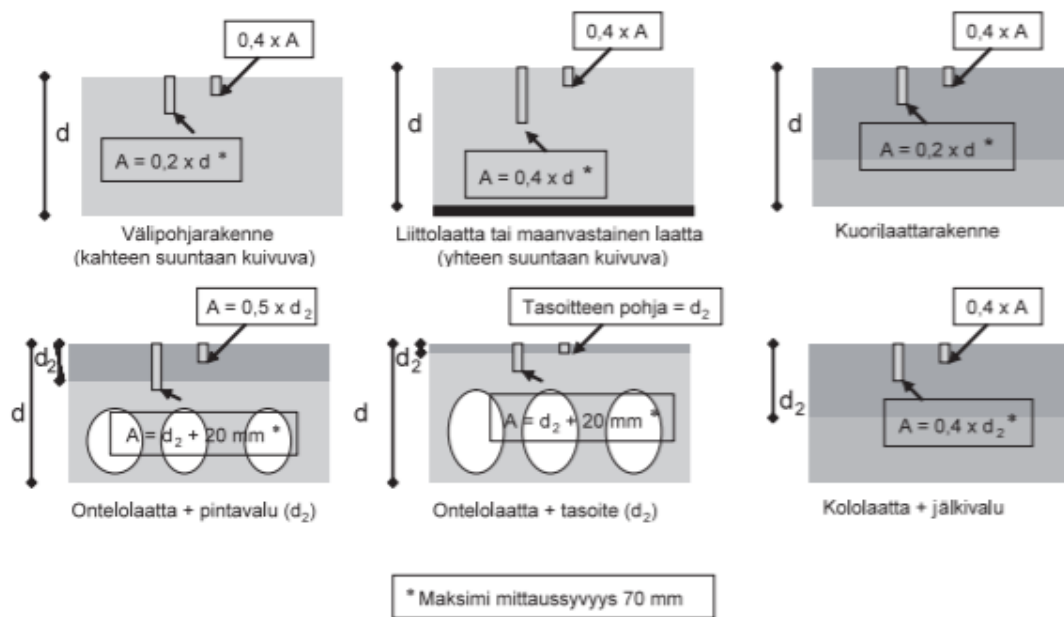 0,4 x A
d
A = 0,2 x d *
Välipohjarakenne
(kahteen suuntaan kuivuva)
0,4 x A
d
A = 0,4 x d *
Liittolaatta tai maanvastainen laatta
(yhteen suuntaan kuivuva)
0,4 x A
d
A = 0,2 x d *
Kuorilaattarakenne
A = 0,5 x d₂
d₂
d
A = d₂ + 20 mm *
Ontelolaatta + pintavalu (d₂)
Tasoitteen pohja = d₂
d₂
d
A = d₂ + 20 mm *
Ontelolaatta + tasoite (d₂)
0,4 x A
d₂
A = 0,4 x d₂ *
Kololaatta + jälkivalu
* Maksimi mittaussyvyys 70 mm